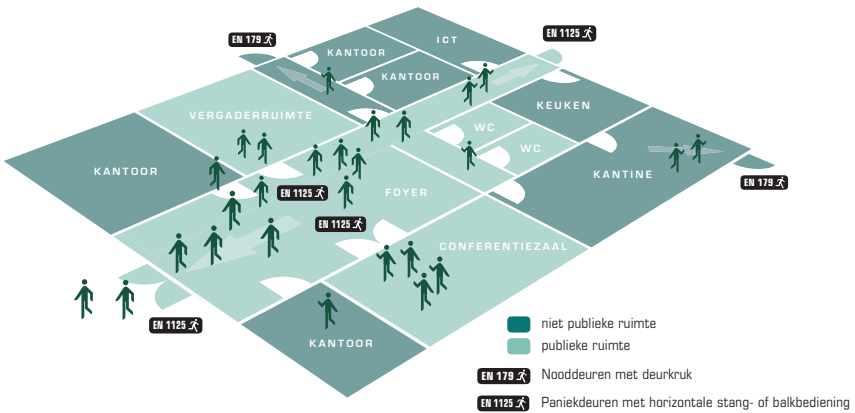 EN 179
ICT
EN 1125
KANTOOR
KANTOOR
KEUKEN
VERGADERRUIMTE
WC
WC
KANTOOR
KANTINE
EN 179
EN 1125
FOYER
EN 1125
CONFERENTIEZAAL
EN 1125
KANTOOR
niet publieke ruimte
publieke ruimte
EN 179 Nooddeuren met deurkruk
EN 1125 Paniekdeuren met horizontale stang- of balkbediening